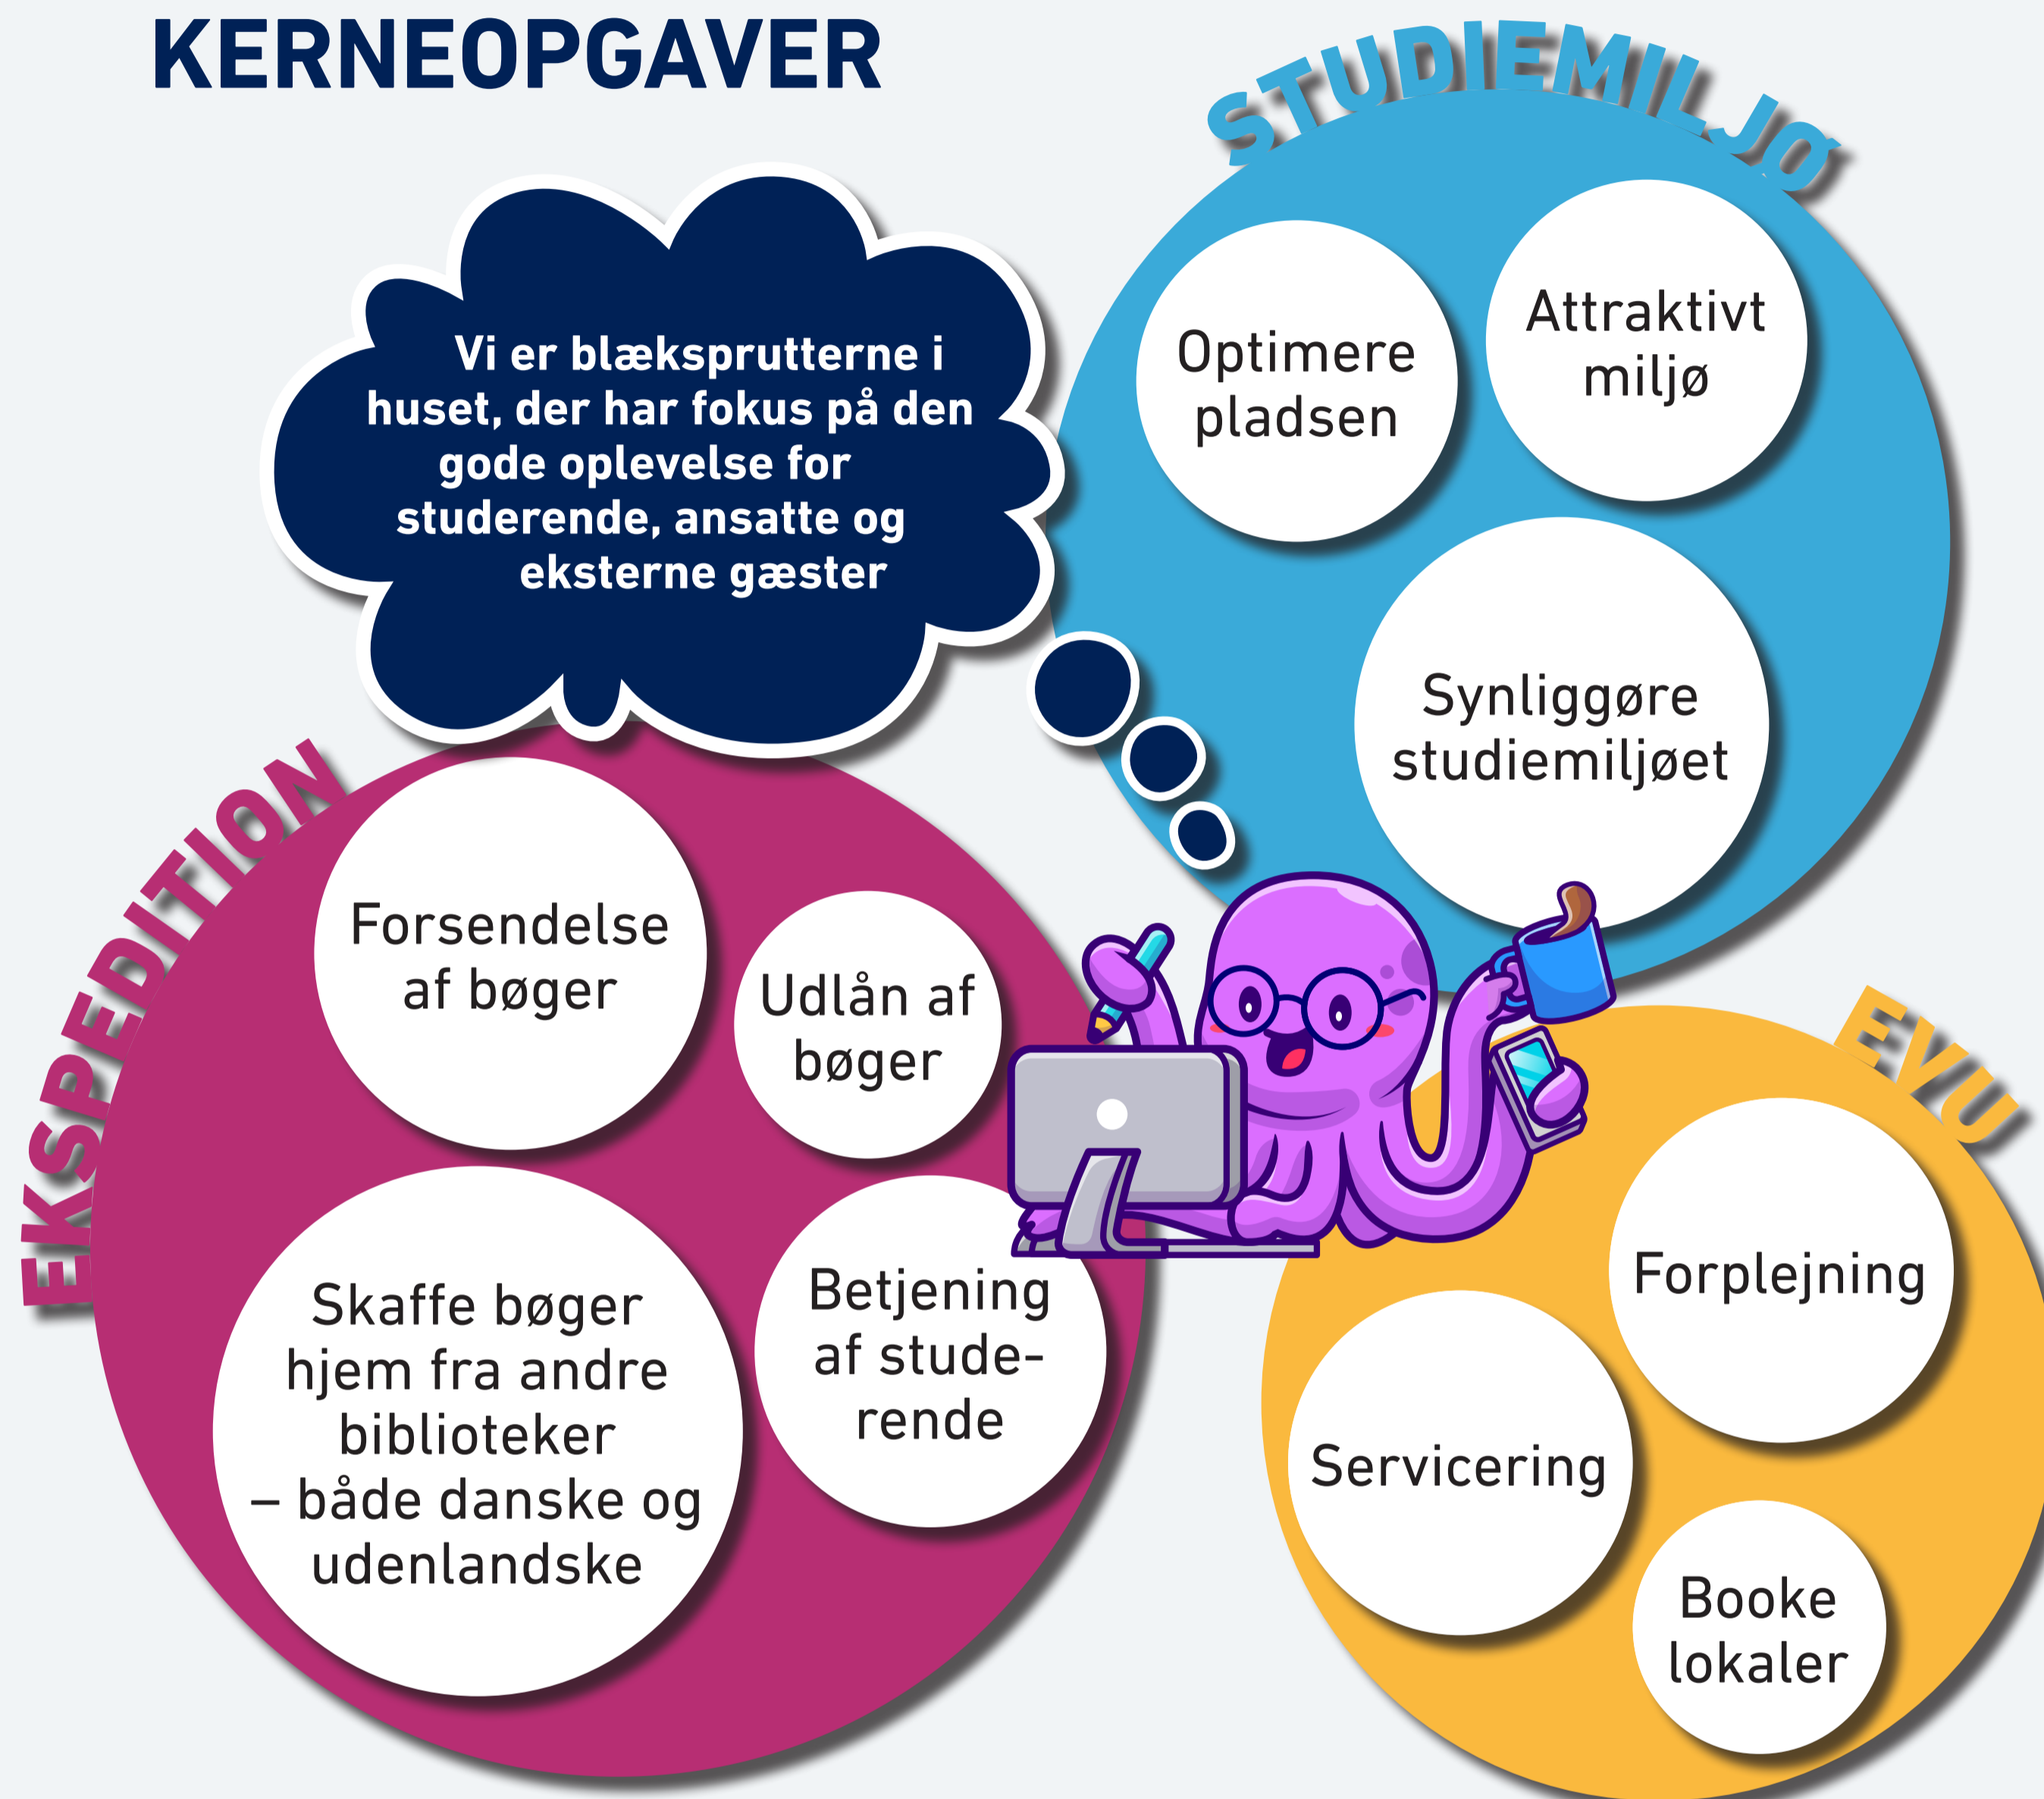 KERNEOPGAVER
Vi er blæksprutterne i
huset, der har fokus på den
gode oplevelse for
studerende, ansatte og
eksterne gæster
STUDIEMILJØ
Optimere
pladsen
Attraktivt
miljø
Synliggøre
studiemiljøet
EKSPEDITION
Forsendelse
af bøger
Udlån af
bøger
Skaffe bøger
hjem fra andre
biblioteker
– både danske og
udenlandske
Betjening
af stude-
rende
EVU
Forplejning
Servicering
Booke
lokaler